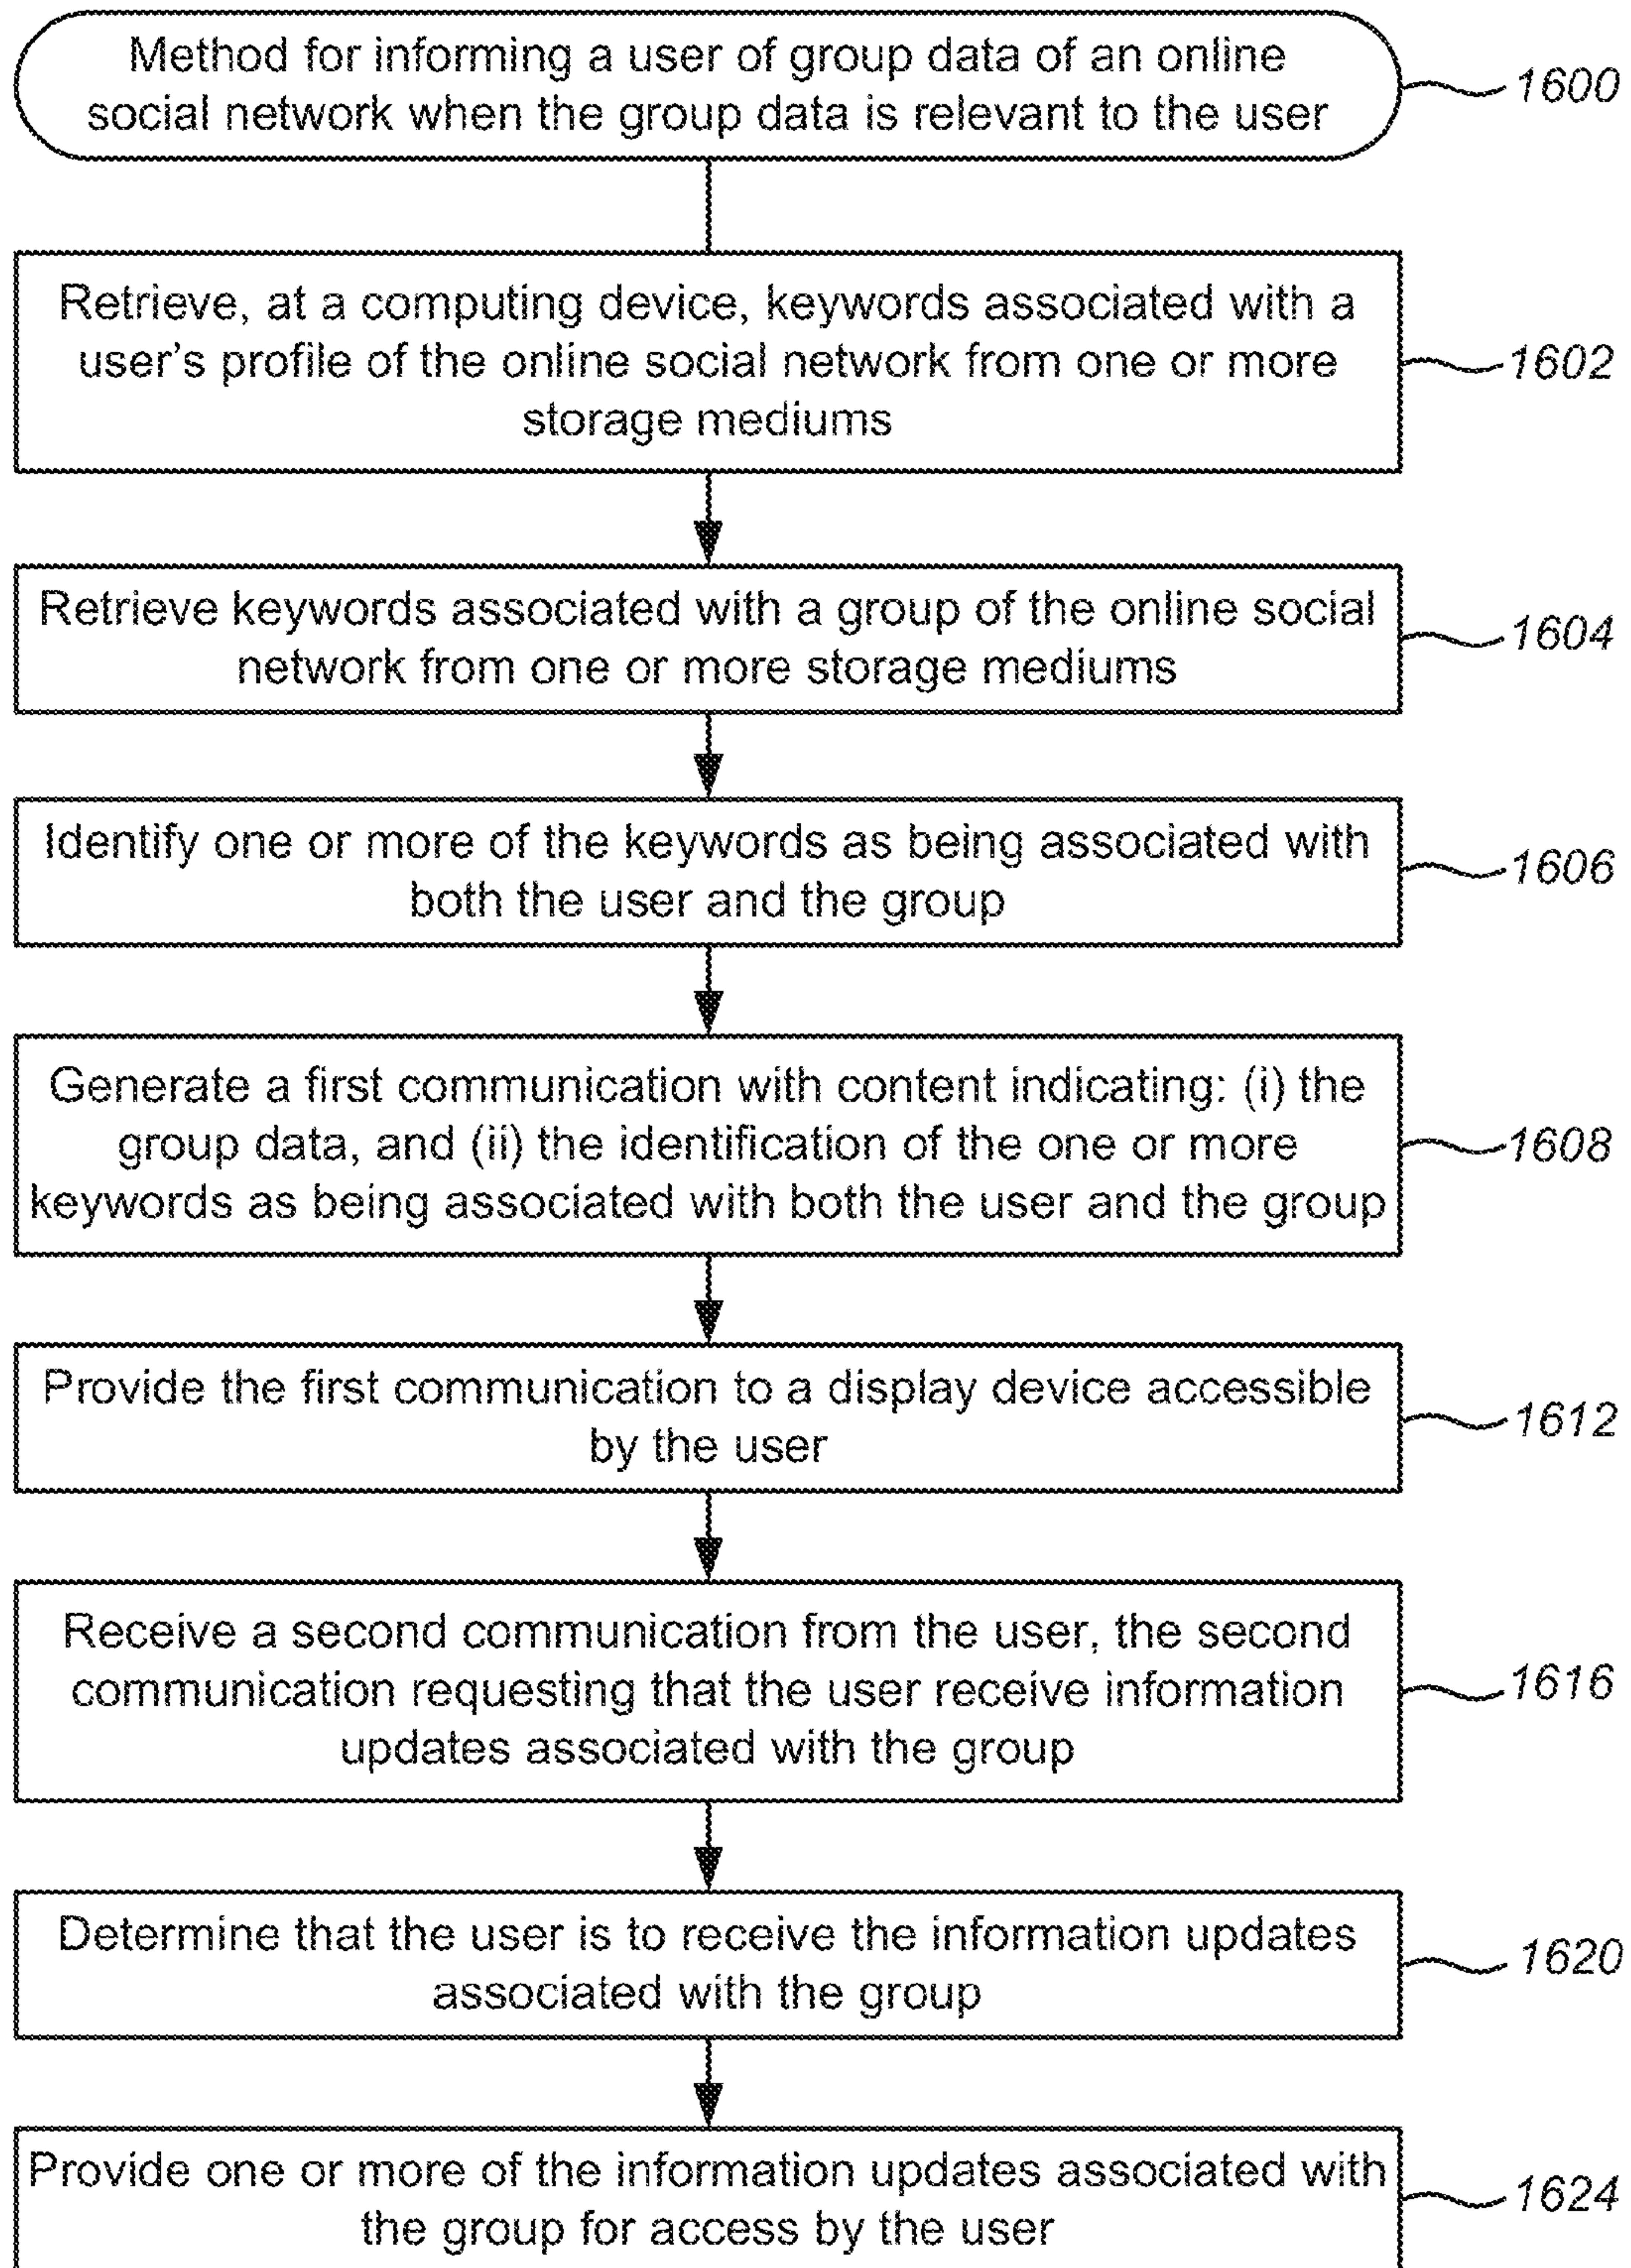 Method for informing a user of group data of an online
social network when the group data is relevant to the user
1600
Retrieve, at a computing device, keywords associated with a
user's profile of the online social network from one or more
storage mediums
1602
Retrieve keywords associated with a group of the online social
network from one or more storage mediums
1604
Identify one or more of the keywords as being associated with
both the user and the group
1606
Generate a first communication with content indicating: (i) the
group data, and (ii) the identification of the one or more
keywords as being associated with both the user and the group
1608
Provide the first communication to a display device accessible
by the user
1612
Receive a second communication from the user, the second
communication requesting that the user receive information
updates associated with the group
1616
Determine that the user is to receive the information updates
associated with the group
1620
Provide one or more of the information updates associated with
the group for access by the user
1624